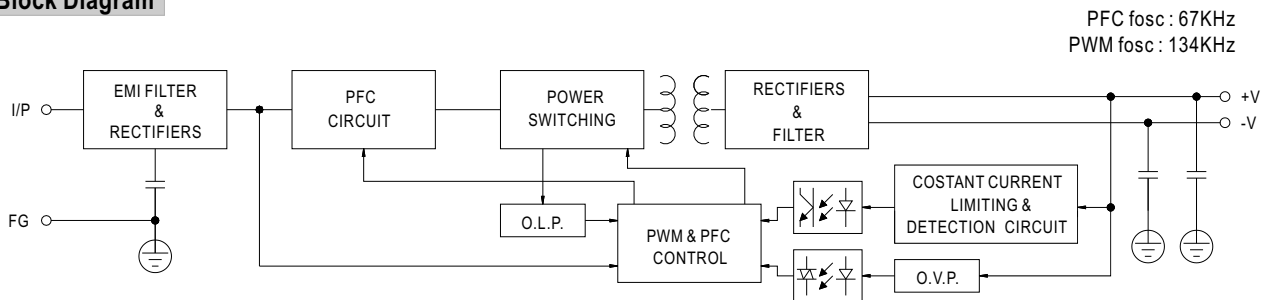 Block Diagram
PFC fosc : 67KHz
PWM fosc : 134KHz
I/P
EMI FILTER
&
RECTIFIERS
PFC
CIRCUIT
POWER
SWITCHING
RECTIFIERS
&
FILTER
+V
-V
FG
O.L.P.
PWM & PFC
CONTROL
COSTANT CURRENT
LIMITING &
DETECTION CIRCUIT
O.V.P.